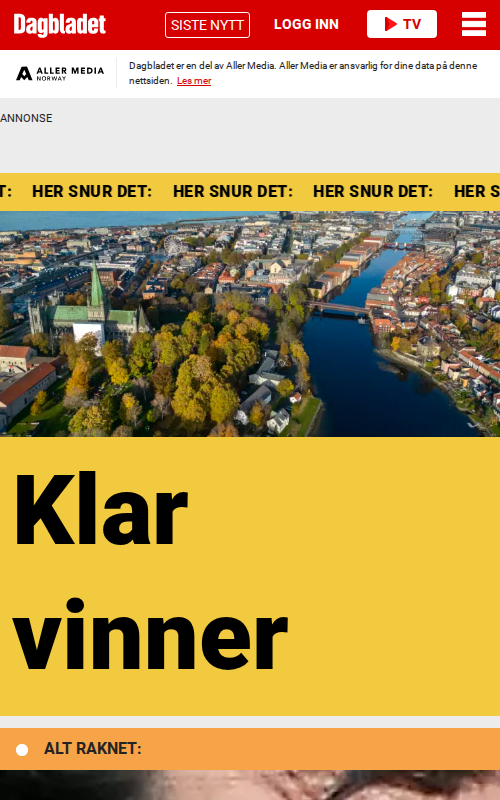 Dagbladet
SISTE NYTT
LOGG INN
TV
ALLER MEDIA
NORWAY
Dagbladet er en del av Aller Media. Aller Media er ansvarlig for dine data på denne
nettsiden. Les mer
ANNONSE
T: HER SNUR DET: HER SNUR DET: HER SNUR DET: HER S
Klar
vinner
ALT RAKNET: